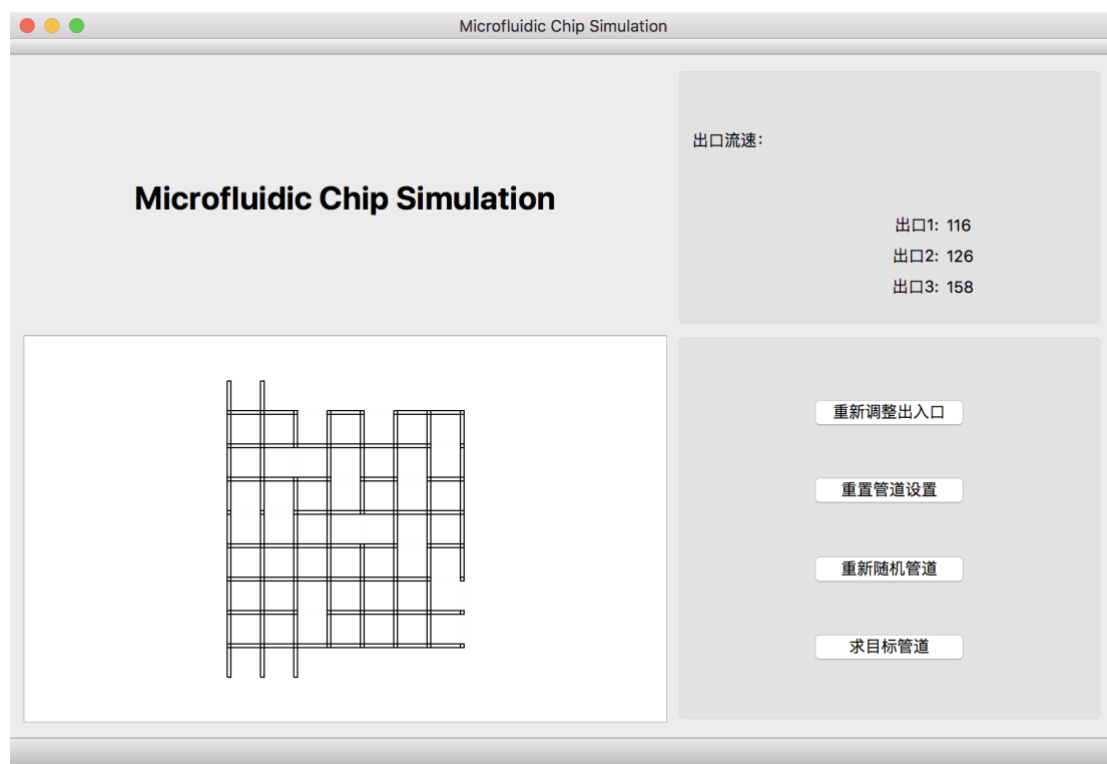 Microfluidic Chip Simulation
Microfluidic Chip Simulation
出口流速:
出口1: 116
出口2: 126
出口3: 158
重新调整出入口
重置管道设置
重新随机管道
求目标管道